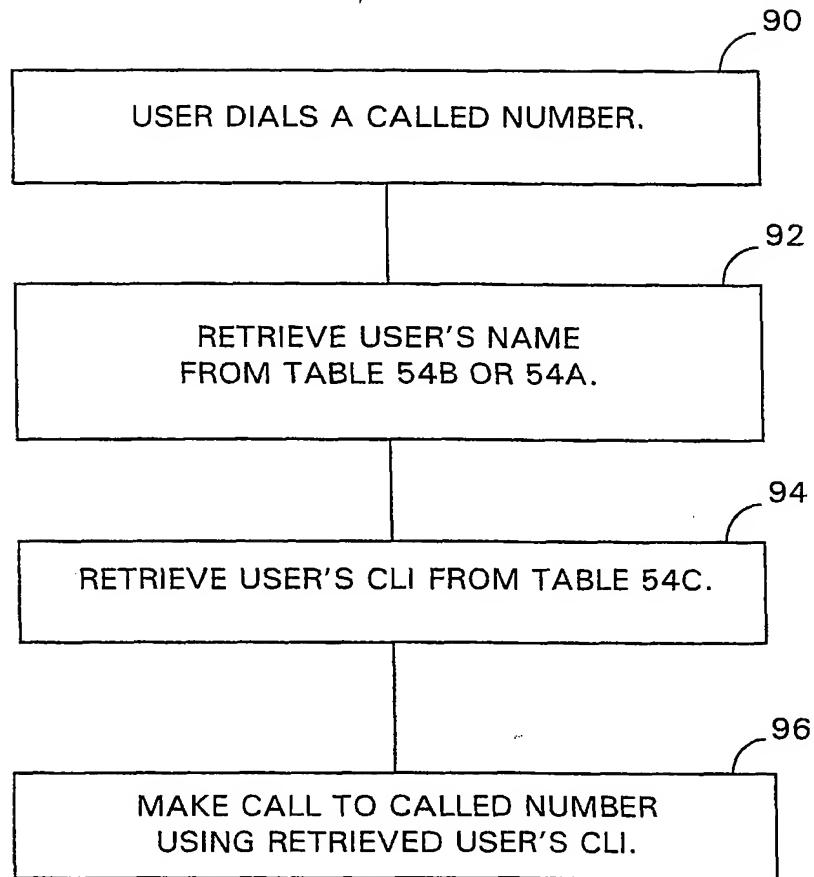 90
USER DIALS A CALLED NUMBER.
92
RETRIEVE USER'S NAME
FROM TABLE 54B OR 54A.
94
RETRIEVE USER'S CLI FROM TABLE 54C.
96
MAKE CALL TO CALLED NUMBER
USING RETRIEVED USER'S CLI.